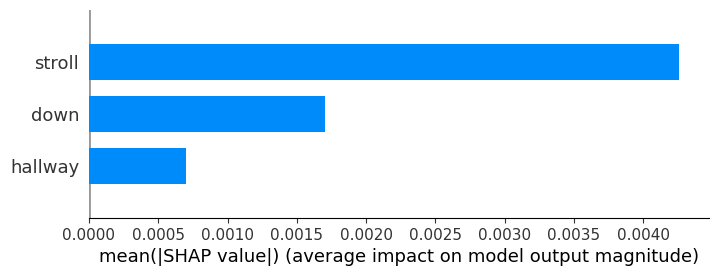 stroll
down
hallway
0.0000 0.0005 0.0010 0.0015 0.0020 0.0025 0.0030 0.0035 0.0040
mean(|SHAP value|) (average impact on model output magnitude)